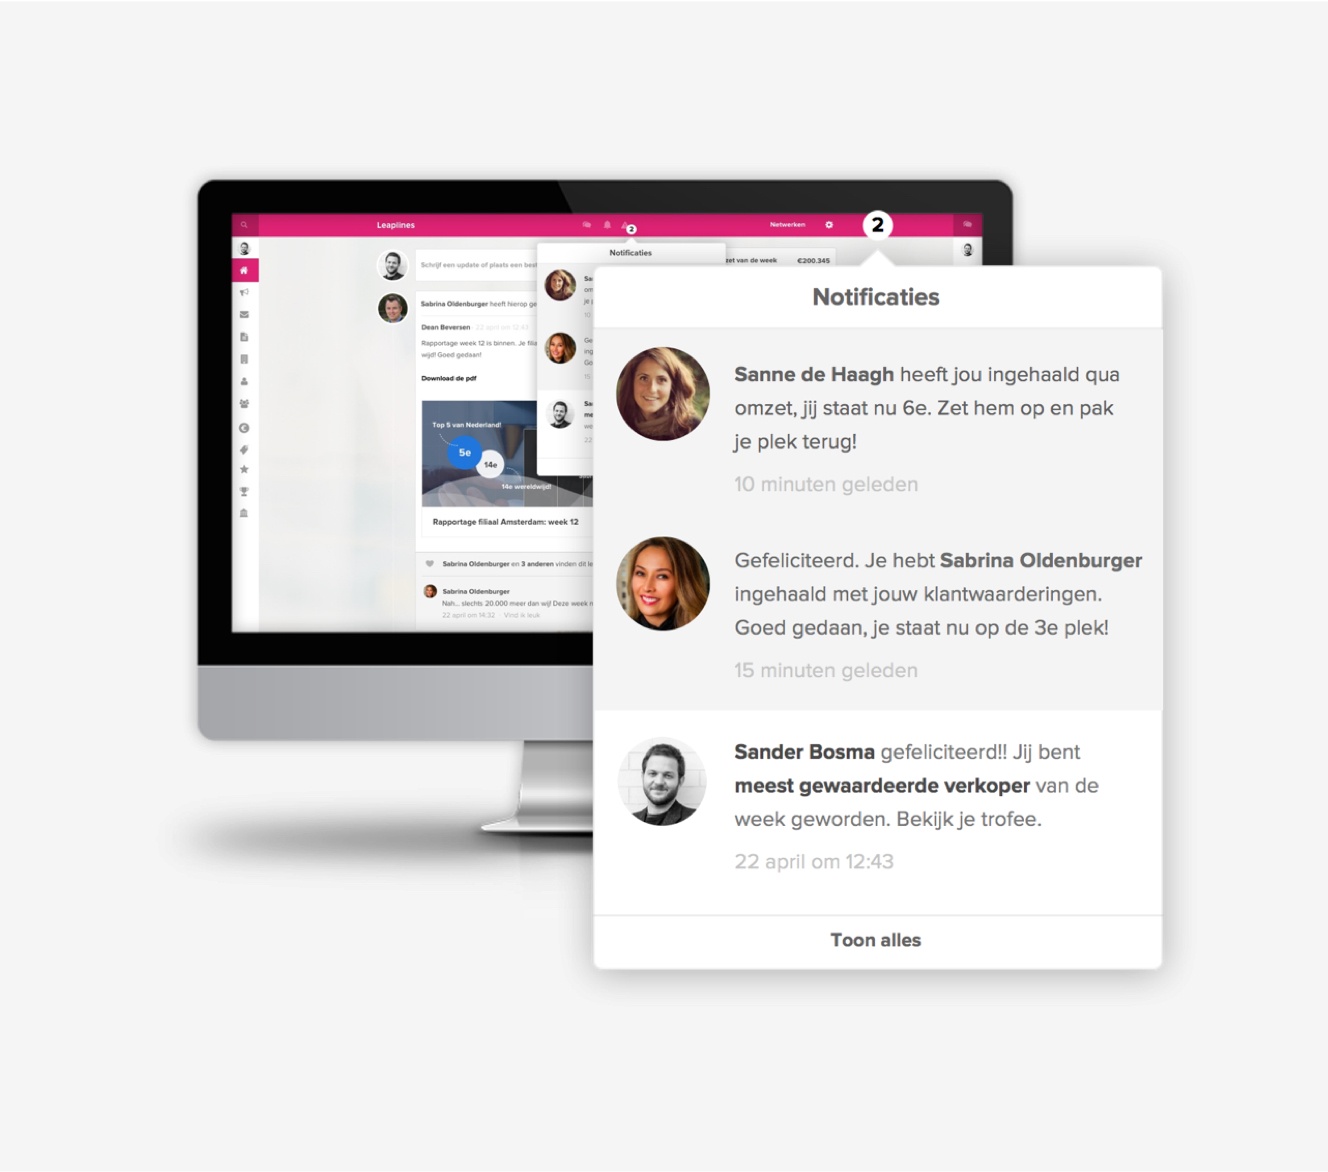 Leaplines
2
Netwerken
2
Notificaties
van de week
€200.345
Schrijf een update of plaats een
Sabrina Oldenburger heeft hierop
Dean Beversen · 22 april om 12:43
Rapportage week 12 is binnen. Je
wijd! Goed gedaan!
Download de pdf
Top 5 van Nederland!
5e
14e
14e wereldwijd!
Rapportage filiaal Amsterdam: week 12
Sabrina Oldenburger en 3 anderen vinden dit
Sabrina Oldenburger
Nah... slechts 20.000 meer dan wij! Deze week
22 april om 14:32 · Vind ik leuk
Notificaties
Sanne de Haagh heeft jou ingehaald qua
omzet, jij staat nu 6e. Zet hem op en pak
je plek terug!
10 minuten geleden
Gefeliciteerd. Je hebt Sabrina Oldenburger
ingehaald met jouw klantwaarderingen.
Goed gedaan, je staat nu op de 3e plek!
15 minuten geleden
Sander Bosma gefeliciteerd!! Jij bent
meest gewaardeerde verkoper van de
week geworden. Bekijk je trofee.
22 april om 12:43
Toon alles